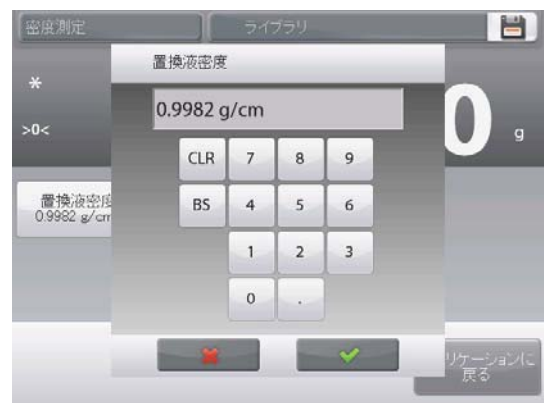 密度測定
ライブラリ
*
>0<
0
g
置換液密度
0.9982 g/cm
置換液密度
0.9982 g/cm
CLR
7
8
9
BS
4
5
6
1
2
3
0
.
リケーションに
戻る